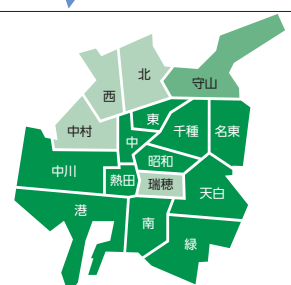 北
守山
西
東
千種
名東
中村
中
昭和
中川
熱田
瑞穂
天白
港
南
緑